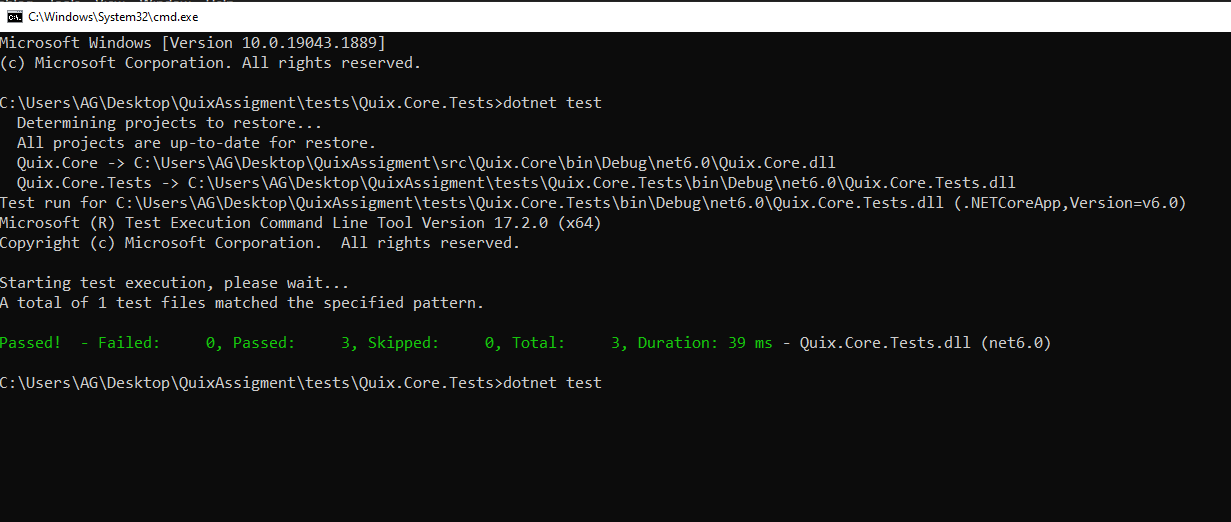 C:\Windows\System32\cmd.exe
Microsoft Windows [Version 10.0.19043.1889]
(c) Microsoft Corporation. All rights reserved.
C:\Users\AG\Desktop\QuixAssigment\tests\Quix.Core.Tests>dotnet test
Determining projects to restore...
All projects are up-to-date for restore.
Quix.Core -> C:\Users\AG\Desktop\QuixAssigment\src\Quix.Core\bin\Debug\net6.0\Quix.Core.dll
Quix.Core.Tests -> C:\Users\AG\Desktop\QuixAssigment\tests\Quix.Core.Tests\bin\Debug\net6.0\Quix.Core.Tests.dll
Test run for C:\Users\AG\Desktop\QuixAssigment\tests\Quix.Core.Tests\bin\Debug\net6.0\Quix.Core.Tests.dll (.NETCoreApp,Version=v6.0)
Microsoft (R) Test Execution Command Line Tool Version 17.2.0 (x64)
Copyright (c) Microsoft Corporation.  All rights reserved.
Starting test execution, please wait...
A total of 1 test files matched the specified pattern.
Passed!  - Failed:     0, Passed:     3, Skipped:     0, Total:     3, Duration: 39 ms - Quix.Core.Tests.dll (net6.0)
C:\Users\AG\Desktop\QuixAssigment\tests\Quix.Core.Tests>dotnet test